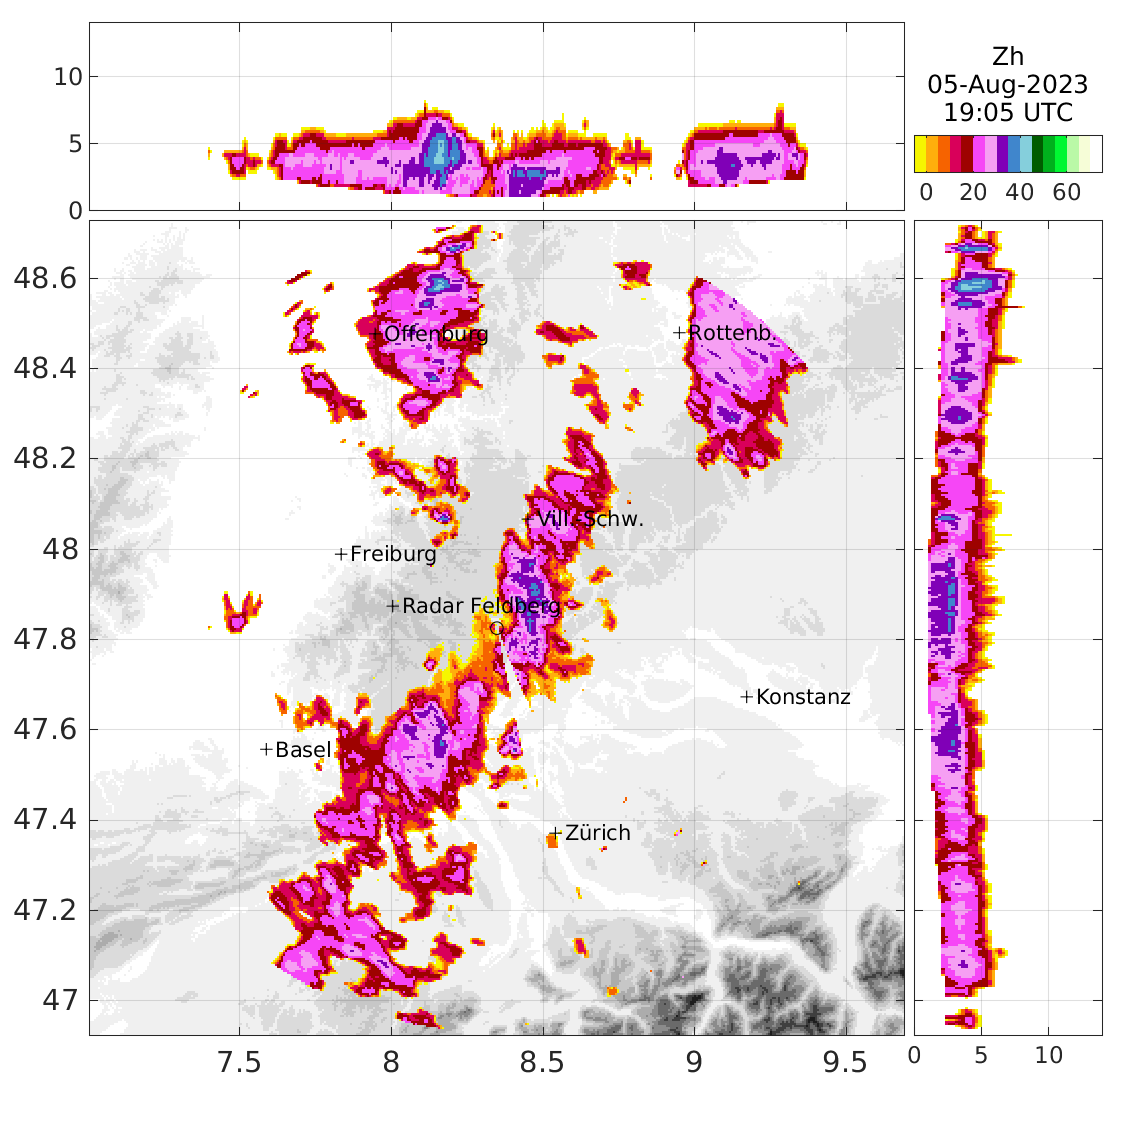 10
5
0
Zh
05-Aug-2023
19:05 UTC
0 20 40 60
48.6
48.4
48.2
48
47.8
47.6
47.4
47.2
47
+Offenburg
+Rottenb.
+Vill.-Schw.
+Freiburg
+Radar Feldberg
+Konstanz
+Basel
+Zürich
7.5 8 8.5 9 9.5
0 5 10